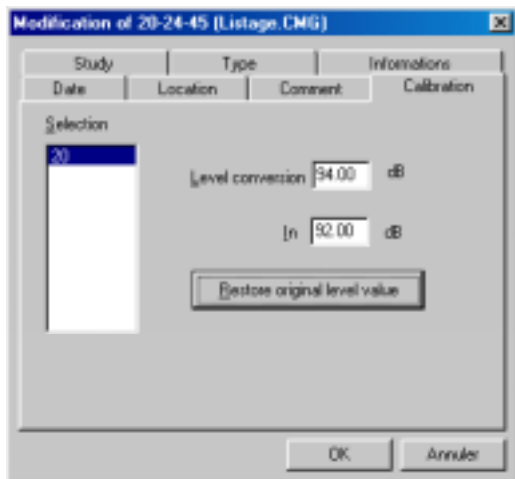 Modification of 20-24-45 (Listage.CMG)
Study Type Informations
Date Location Comment Calibration
Selection
20
Level conversion 94.00 dB
In 92.00 dB
Restore original level value
OK Annuler